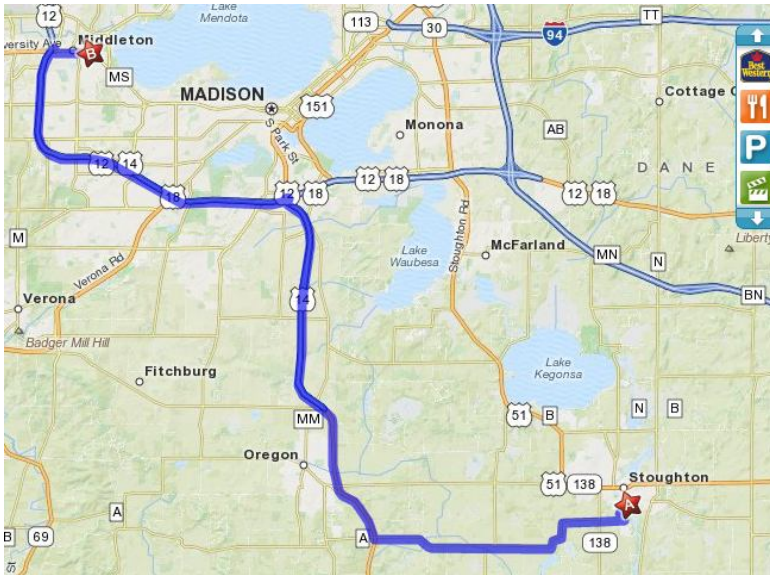 Lake
Mendota
12
113
30
94
TT
versity Ave
Middleton
B
MS
MADISON
151
S Park St
Monona
Cottage
Best
Western
AB
P
12
14
18
12
18
12
18
12
18
DANE
M
Verona Rd
Lake
Waubesa
Stoughton Rd
McFarland
MN
N
Liberty
BN
14
Verona
Badger Mill Hill
Fitchburg
Lake
Kegonsa
MM
51
B
N
B
Oregon
51
138
Stoughton
A
A
B
69
A
138
St